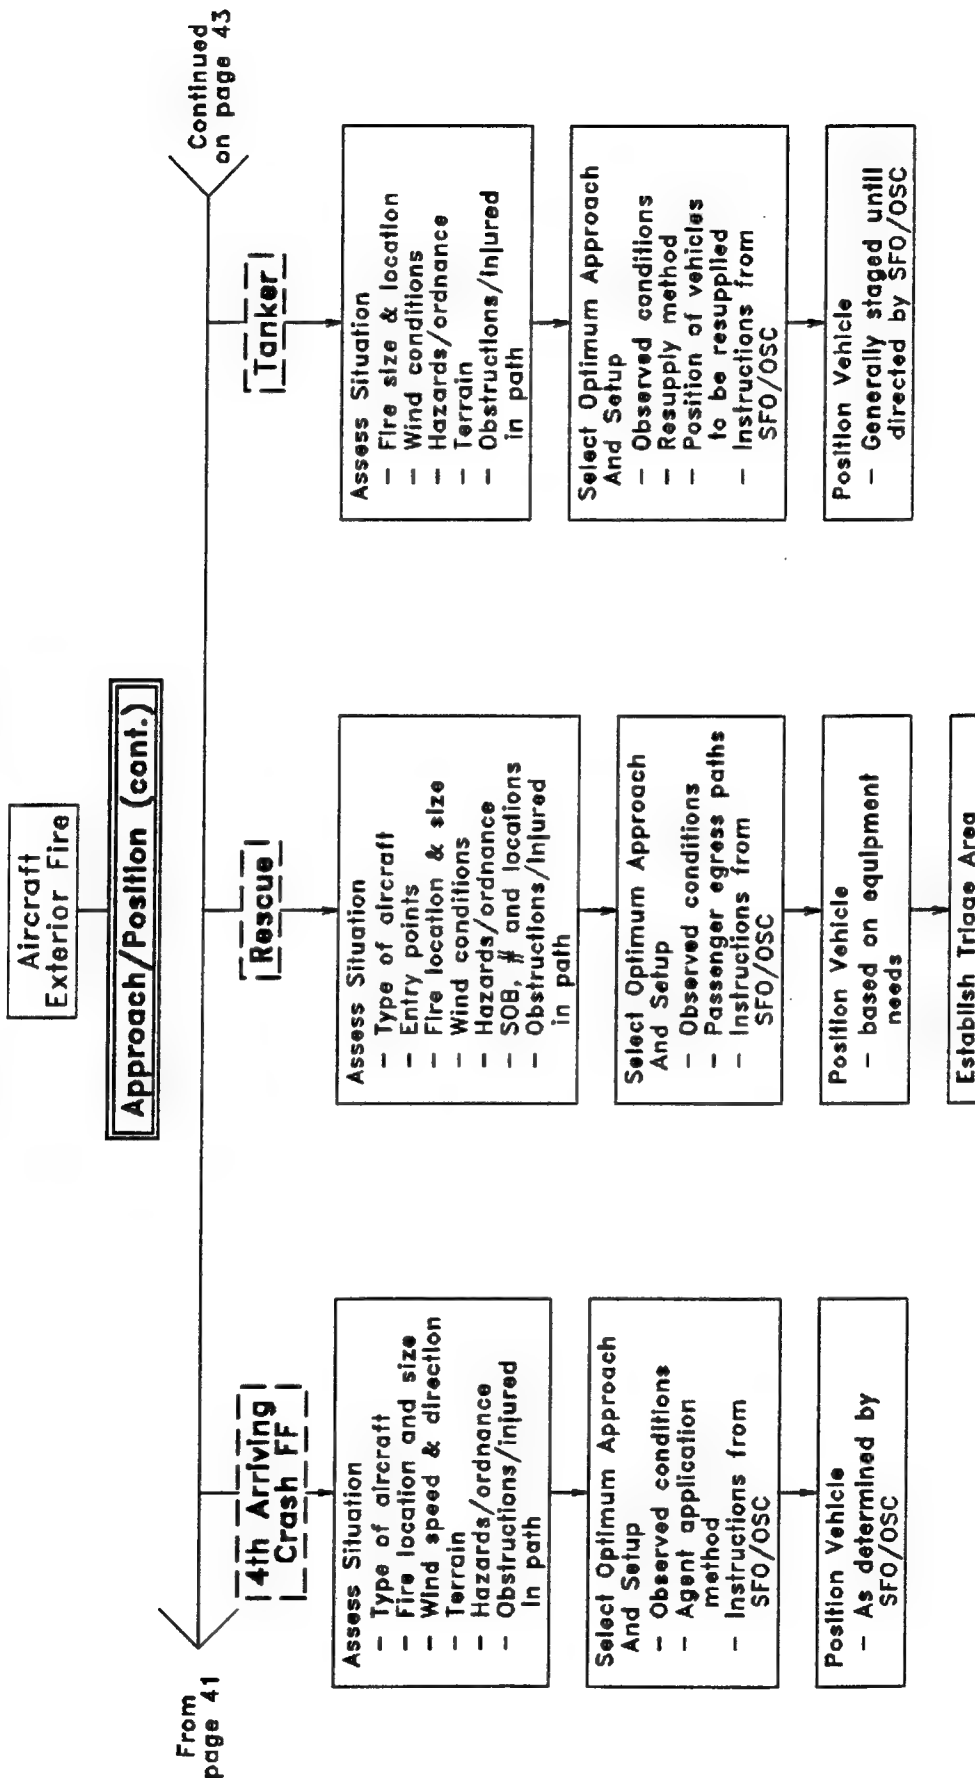 Aircraft
Exterior Fire
Approach/Position (cont.)
From
page 41
Continued
on page 43
4th Arriving
Crash FF
Assess Situation
- Type of aircraft
- Fire location and size
- Wind speed & direction
- Terrain
- Hazards/ordnance
- Obstructions/injured
in path
Select Optimum Approach
And Setup
- Observed conditions
- Agent application
method
- Instructions from
SFO/OSC
Position Vehicle
- As determined by
SFO/OSC
Rescue
Assess Situation
- Type of aircraft
- Entry points
- Fire location & size
- Wind conditions
- Hazards/ordnance
- SOB, # and locations
- Obstructions/injured
in path
Select Optimum Approach
And Setup
- Observed conditions
- Passenger egress paths
- Instructions from
SFO/OSC
Position Vehicle
- based on equipment
needs
Establish Triage Area
Tanker
Assess Situation
- Fire size & location
- Wind conditions
- Hazards/ordnance
- Terrain
- Obstructions/injured
in path
Select Optimum Approach
And Setup
- Observed conditions
- Resupply method
- Position of vehicles
to be resupplied
- Instructions from
SFO/OSC
Position Vehicle
- Generally staged until
directed by SFO/OSC